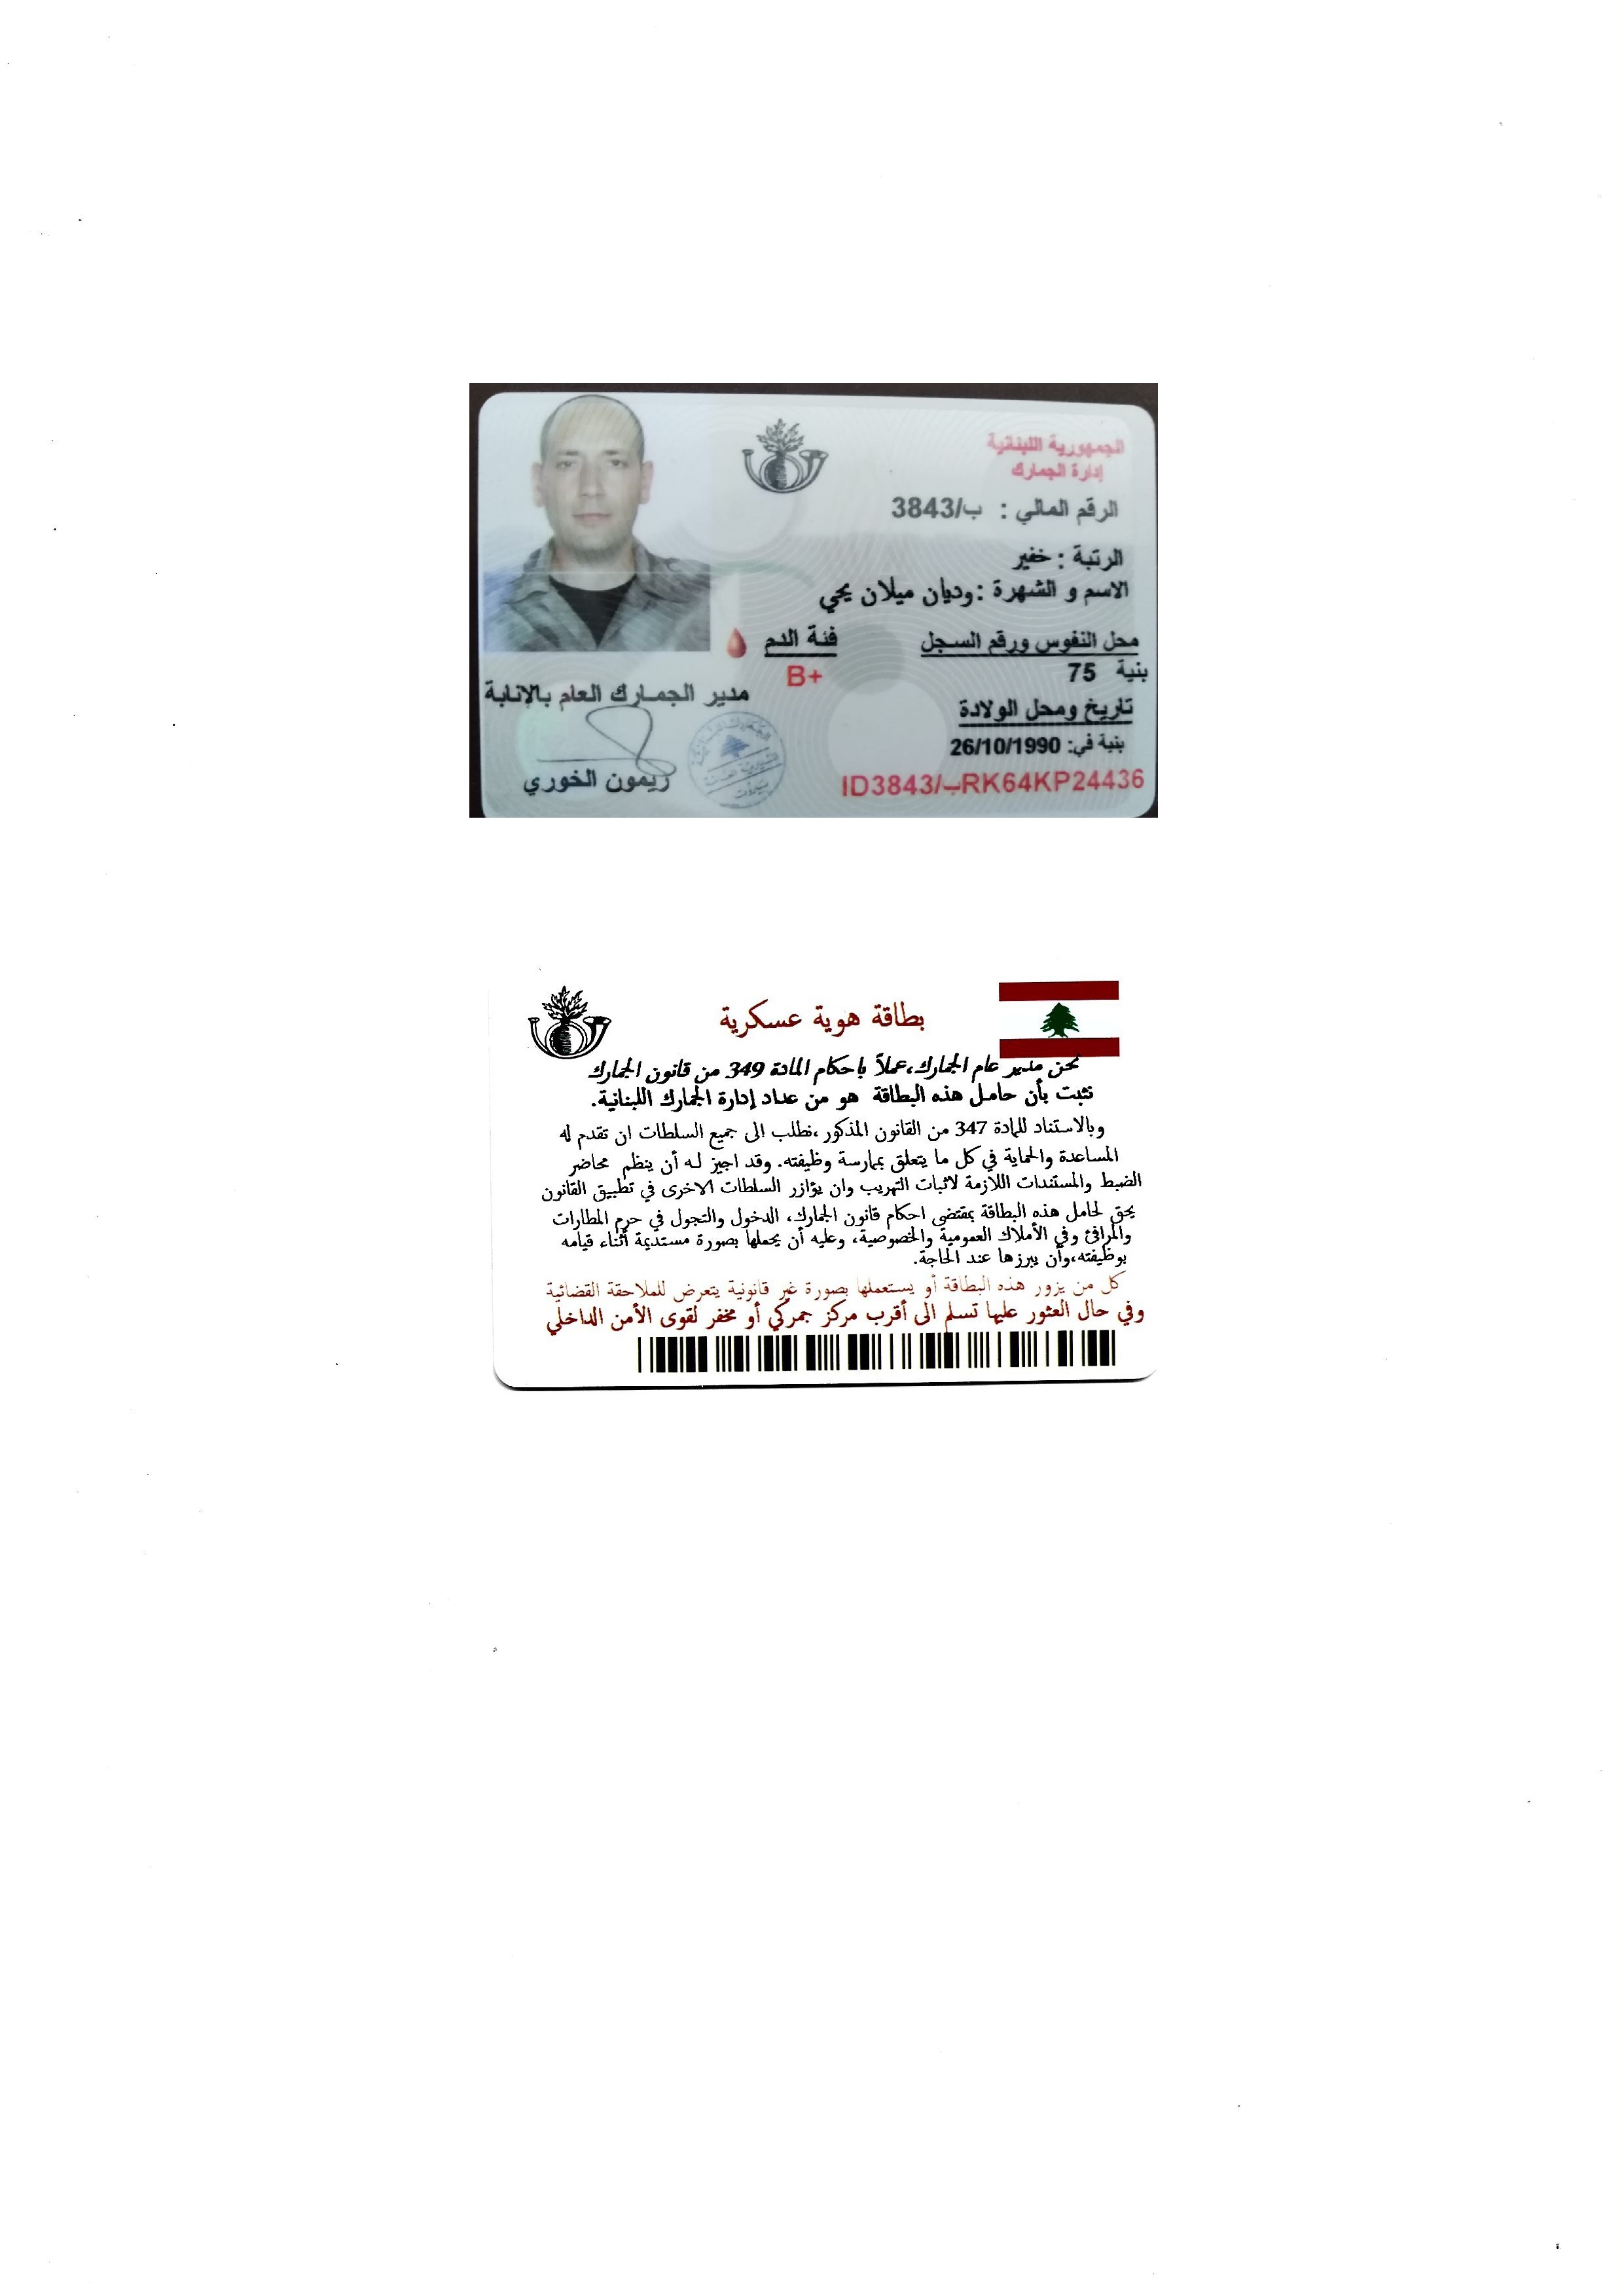 الجمهورية اللبنانية
إدارة الجمارك
الرقم المالي : ب/3843
الرتبة : خفير
الاسم و الشهرة : وديان ميلان يحي
محل النفوس ورقم السجل
بنية 75
فئة الدم
B+
تاريخ ومحل الولادة
بنية في: 26/10/1990
ID3843/بRK64KP24436
مدير الجمارك العام بالإنابة
ريمون الخوري
بطاقة هوية عسكرية
نحن مدير عام الجمارك،عملاً باحكام المادة 349 من قانون الجمارك
نثبت بأن حامل هذه البطاقة هو من عداد إدارة الجمارك اللبنانية.
وبالاستناد للمادة 347 من القانون المذكور ،نطلب الى جميع السلطات ان تقدم له
المساعدة والحماية في كل ما يتعلق بممارسة وظيفته. وقد اجيز له أن ينظم محاضر
الضبط والمستندات اللازمة لاثبات التهريب وان يؤازر السلطات الاخرى في تطبيق القانون
يحق لحامل هذه البطاقة بمقتضى احكام قانون الجمارك، الدخول والتجول في حرم المطارات
والمرافئ وفي الأملاك العمومية والخصوصية، وعليه أن يحملها بصورة مستديمة أثناء قيامه
بوظيفته،وأن يبرزها عند الحاجة.
كل من يزور هذه البطاقة أو يستعملها بصورة غير قانونية يتعرض للملاحقة القضائية
وفي حال العثور عليها تسلم الى أقرب مركز جمركي أو مخفر لقوى الأمن الداخلي